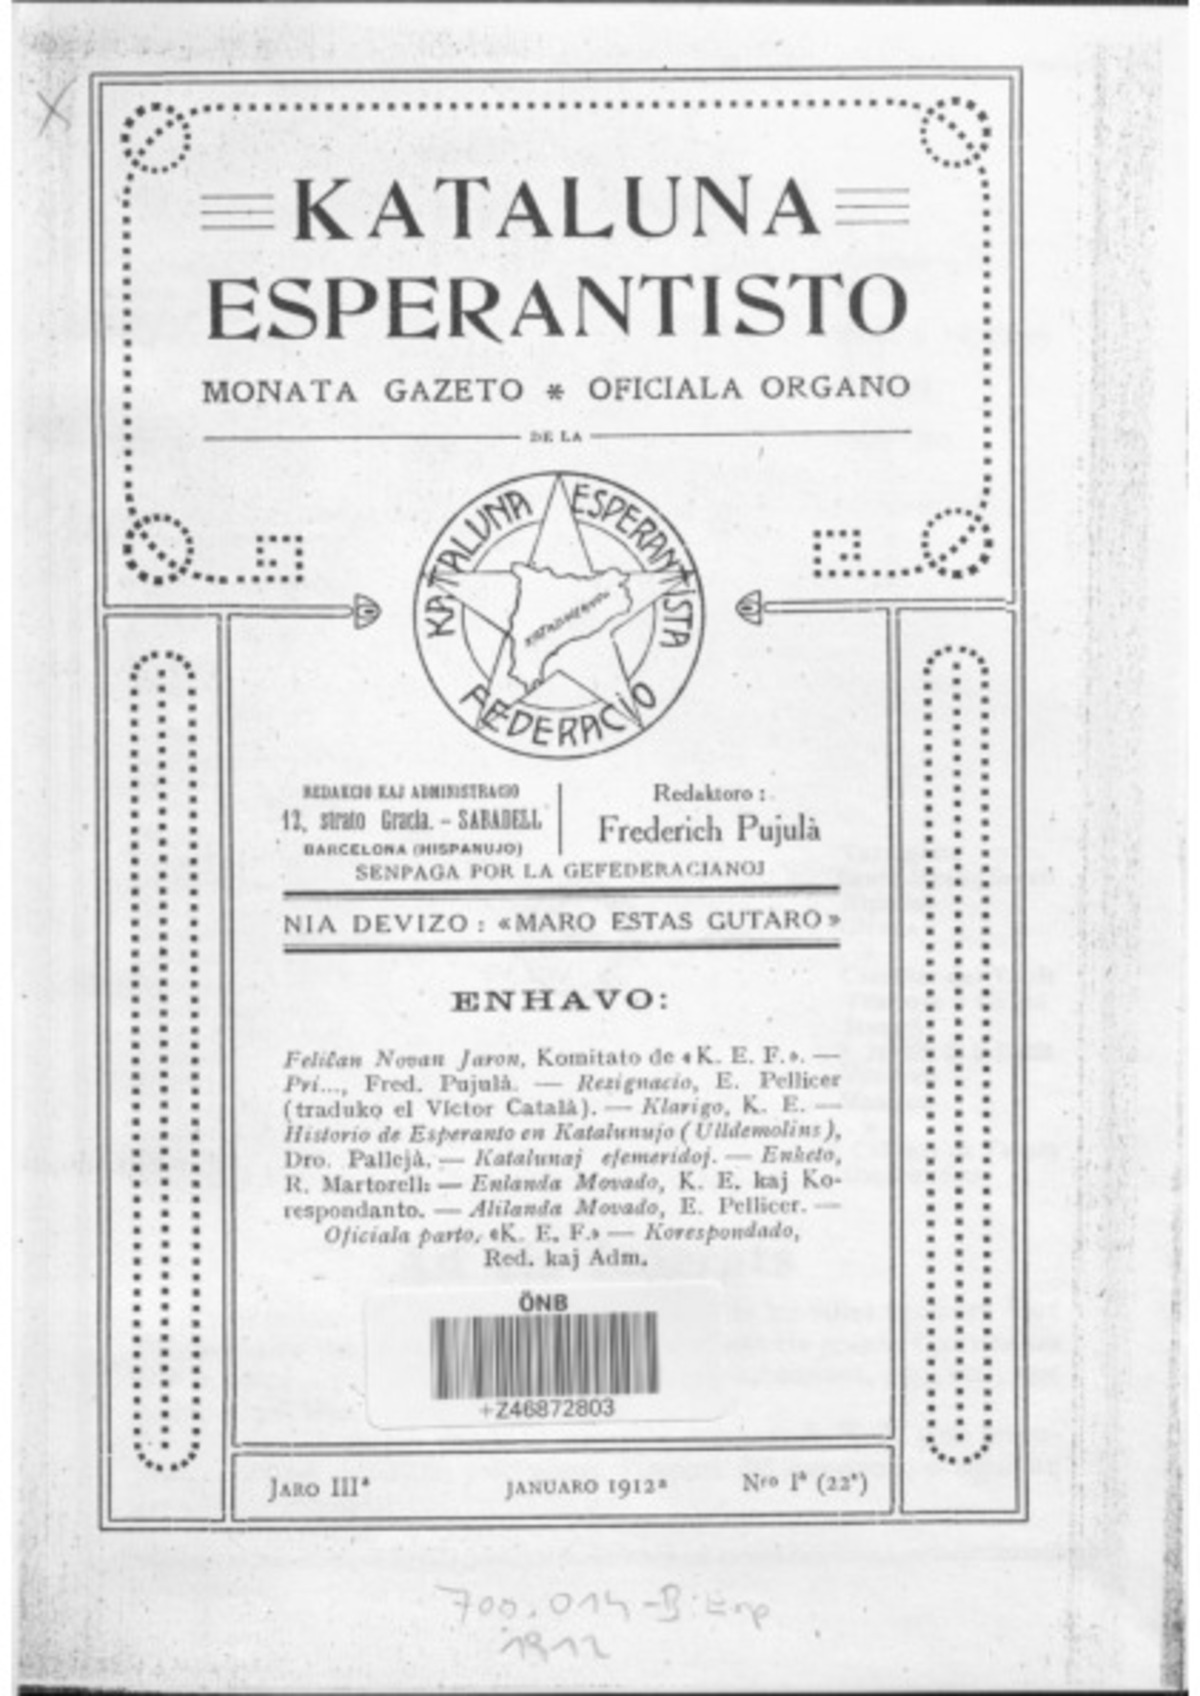 KATALUNA
ESPERANTISTO
MONATA GAZETO * OFICIALA ORGANO
DE LA
KATALUNA ESPERANTISTA
FEDERACIO
REDAKCIO KAJ ADMINISTRACIO
12, strato Gracia. – SABADELL
BARCELONA (HISPANUJO)
Redaktoro :
Frederich Pujulà
SENPAGA POR LA GEFEDERACIANOJ
NIA DEVIZO : «MARO ESTAS GUTARO»
ENHAVO:
Feliĉan Novan Jaron, Komitato de «K. E. F.». —
Pri..., Fred. Pujulà. — Rezignacio, E. Pellicer
(traduko el Víctor Català). — Klarigo, K. E. —
Historio de Esperanto en Katalunujo (Ulldemolins),
Dro. Pallejà. — Katalunaj efemeridoj. — Enketo,
R. Martorell: — Enlanda Movado, K. E. kaj Ko-
respondanto. — Alilanda Movado, E. Pellicer. —
Oficiala parto, «K. E. F.» — Korespondado,
Red. kaj Adm.
ÖNB
+Z46872803
JARO IIIª
JANUARO 1912ª
Nro Iª (22ª)
700.014-B:Esp
1912